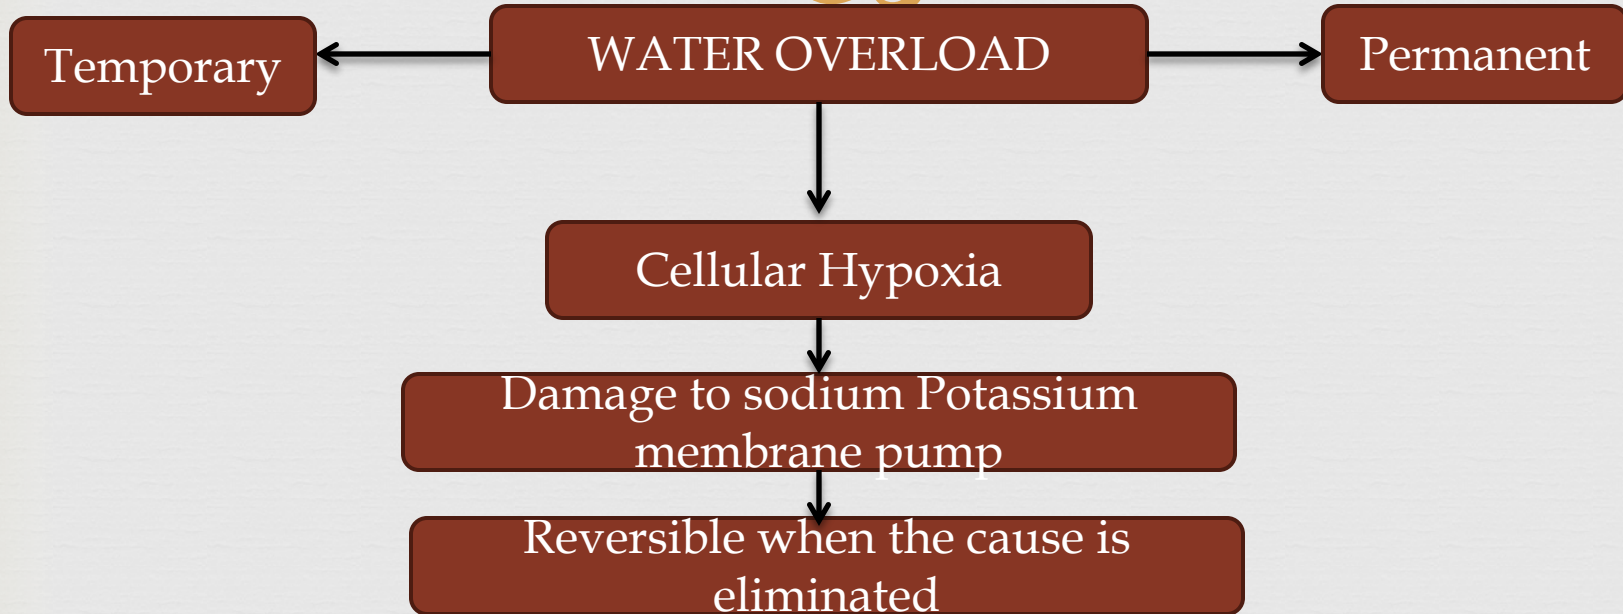 Temporary
WATER OVERLOAD
Permanent
Cellular Hypoxia
Damage to sodium Potassium
membrane pump
Reversible when the cause is
eliminated